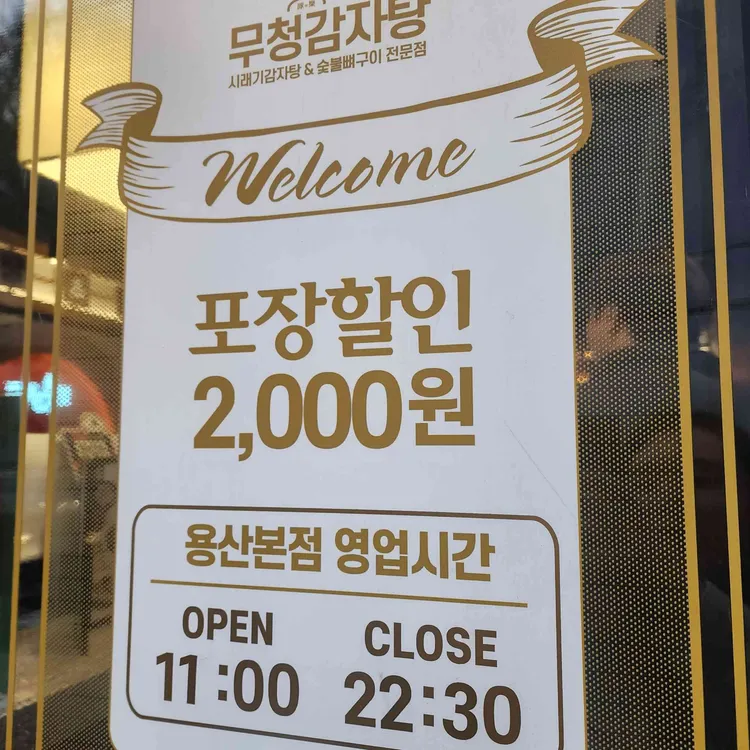 무청감자탕
시래기감자탕 & 숯불뼈구이 전문점
Welcome
포장할인
2,000원
용산본점 영업시간
OPEN
11:00
CLOSE
22:30